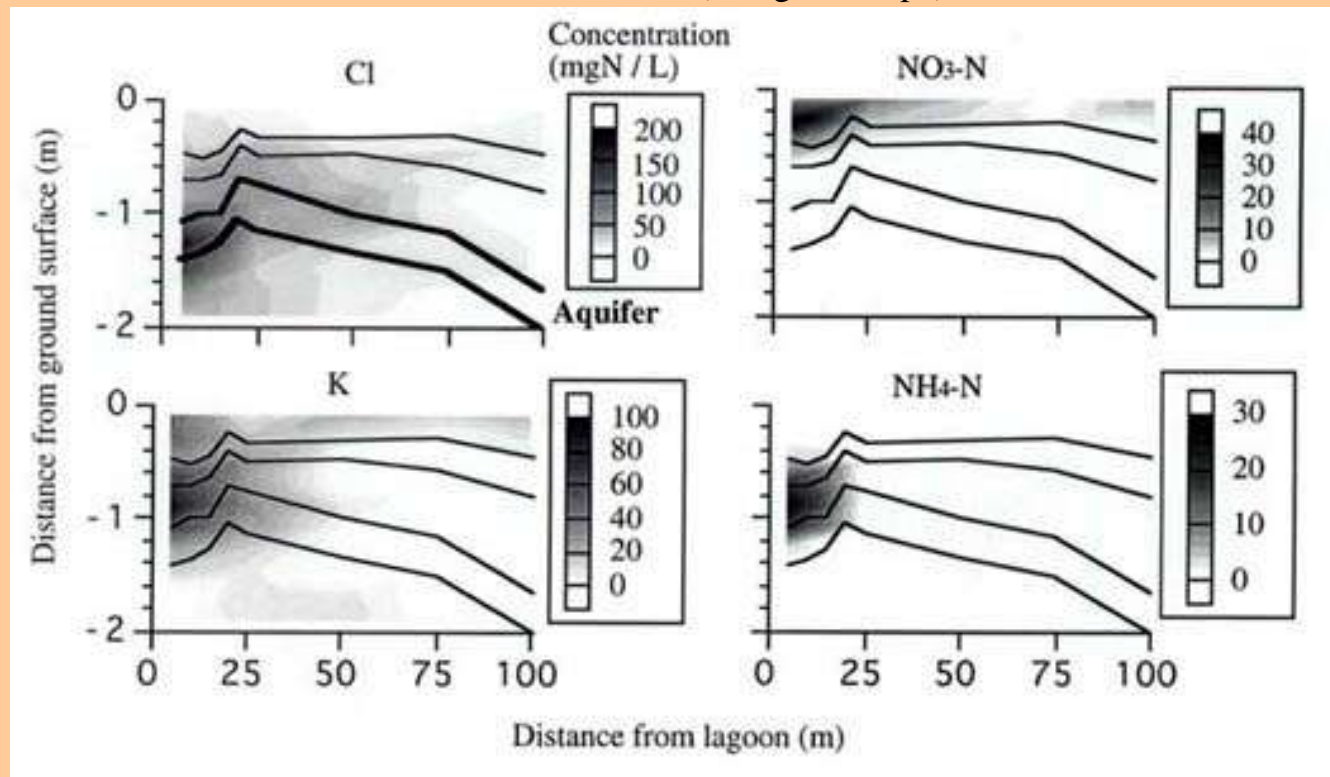 Concentration
(mgN / L)
Cl
NO3-N
0
-1
-2
200
150
100
50
0
Aquifer
40
30
20
10
0
K
NH4-N
0
-1
-2
100
80
60
40
20
0
30
20
10
0
0 25 50 75 100
0 25 50 75 100
Distance from ground surface (m)
Distance from lagoon (m)